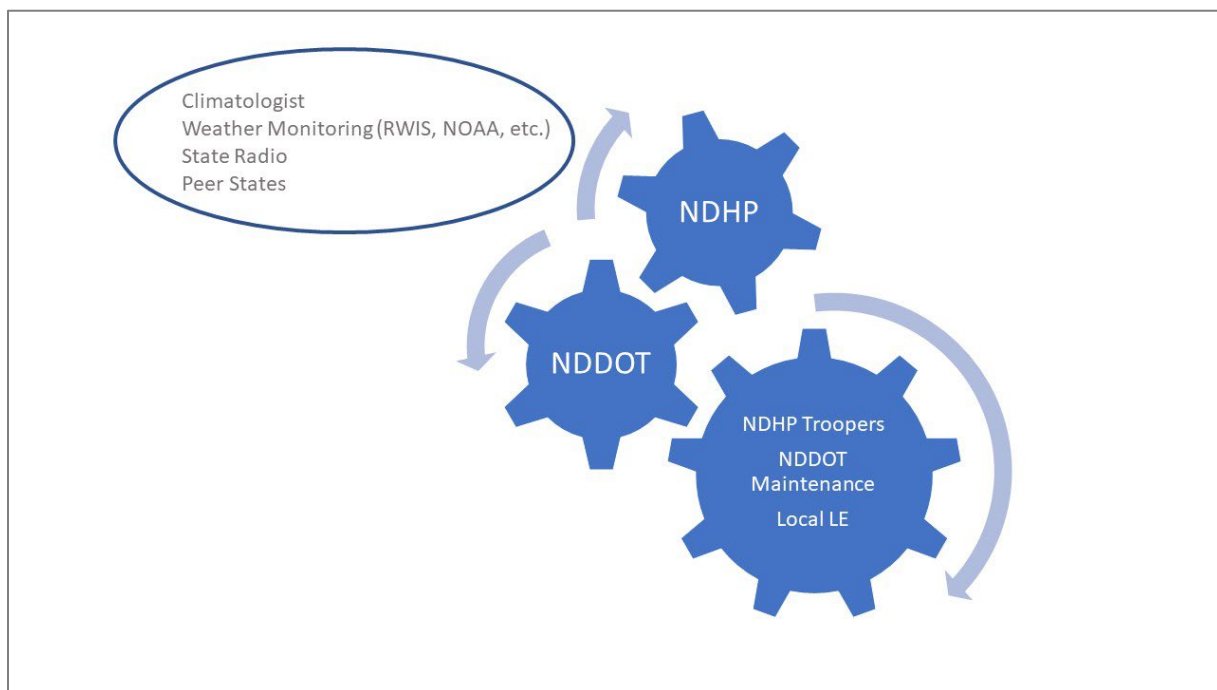 Climatologist
Weather Monitoring (RWIS, NOAA, etc.)
State Radio
Peer States
NDHP
NDDOT
NDHP Troopers
NDDOT
Maintenance
Local LE